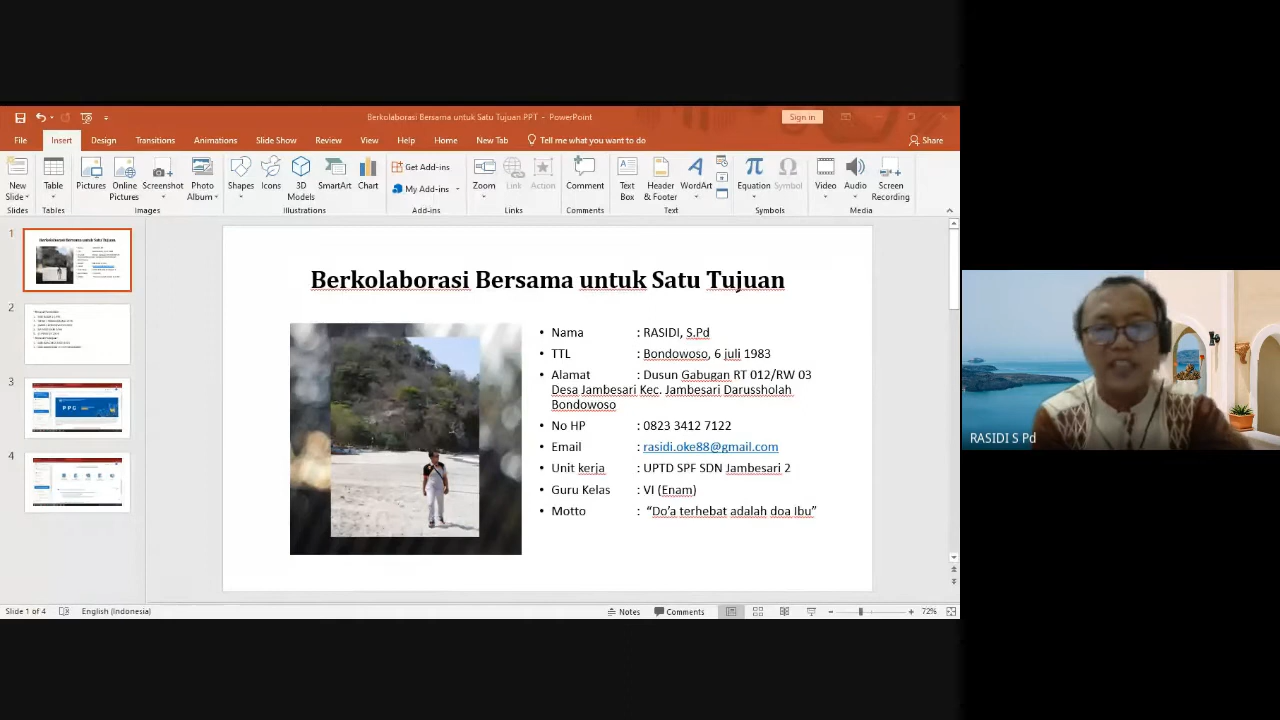 Berkolaborasi Bersama untuk Satu Tujuan PPT - PowerPoint
Sign in
File Insert Design Transitions Animations Slide Show Review View Help Home New Tab Tell me what you want to do Share
New Slide
Table
Pictures
Online Pictures
Screenshot
Photo Album
Shapes
Icons
3D Models
SmartArt
Chart
Get Add-ins
My Add-ins
Zoom
Link
Action
Comment
Text Box
Header & Footer
WordArt
Equation
Symbol
Video
Audio
Screen Recording
Slides Tables Images Illustrations Add-ins Links Comments Text Symbols Media
1
2
3
4
Berkolaborasi Bersama untuk Satu Tujuan
• Nama : RASIDI, S.Pd
• TTL : Bondowoso, 6 juli 1983
• Alamat : Dusun Gabugan RT 012/RW 03
Desa Jambesari Kec. Jambesari Darussholah
Bondowoso
• No HP : 0823 3412 7122
• Email : rasidi.oke88@gmail.com
• Unit kerja : UPTD SPF SDN Jambesari 2
• Guru Kelas : VI (Enam)
• Motto : “Do’a terhebat adalah doa Ibu”
RASIDI S Pd
Slide 1 of 4 English (Indonesia) Notes Comments 72%